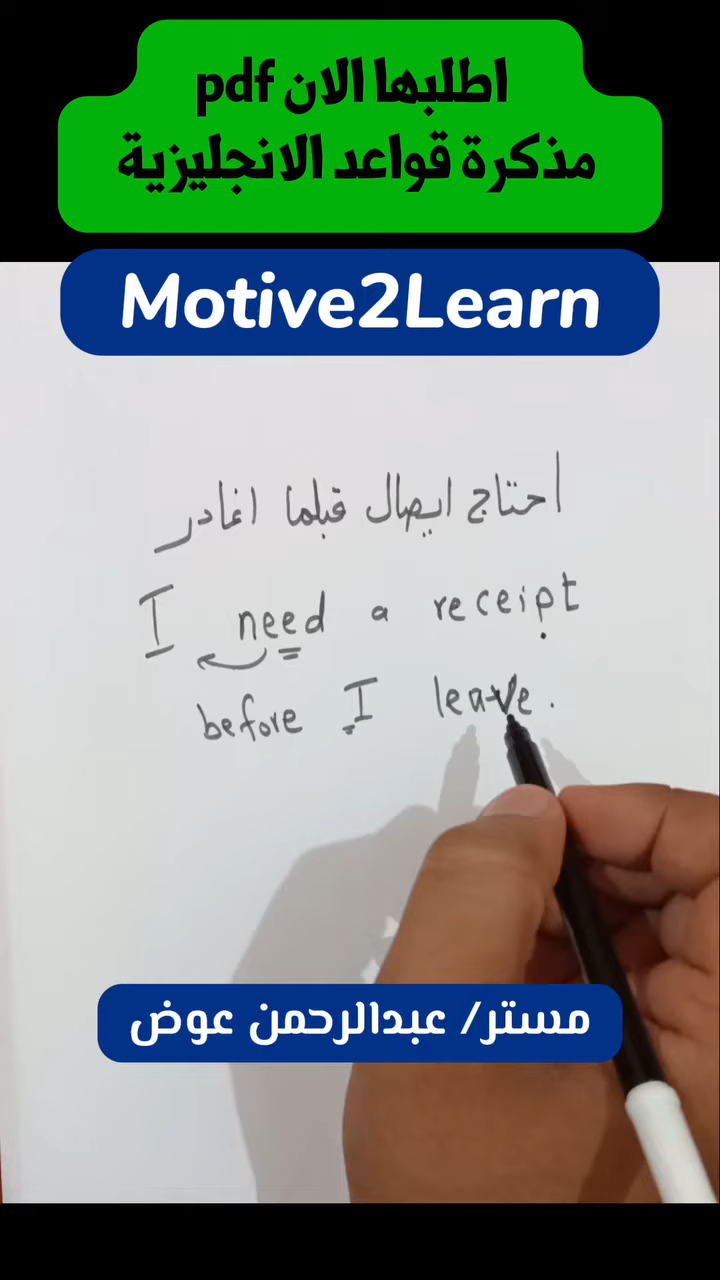 اطلبها الان pdf
مذكرة قواعد الانجليزية
Motive2Learn
احتاج ايصال قبلما اغادر
I need a receipt
before I leave.
مستر/ عبدالرحمن عوض